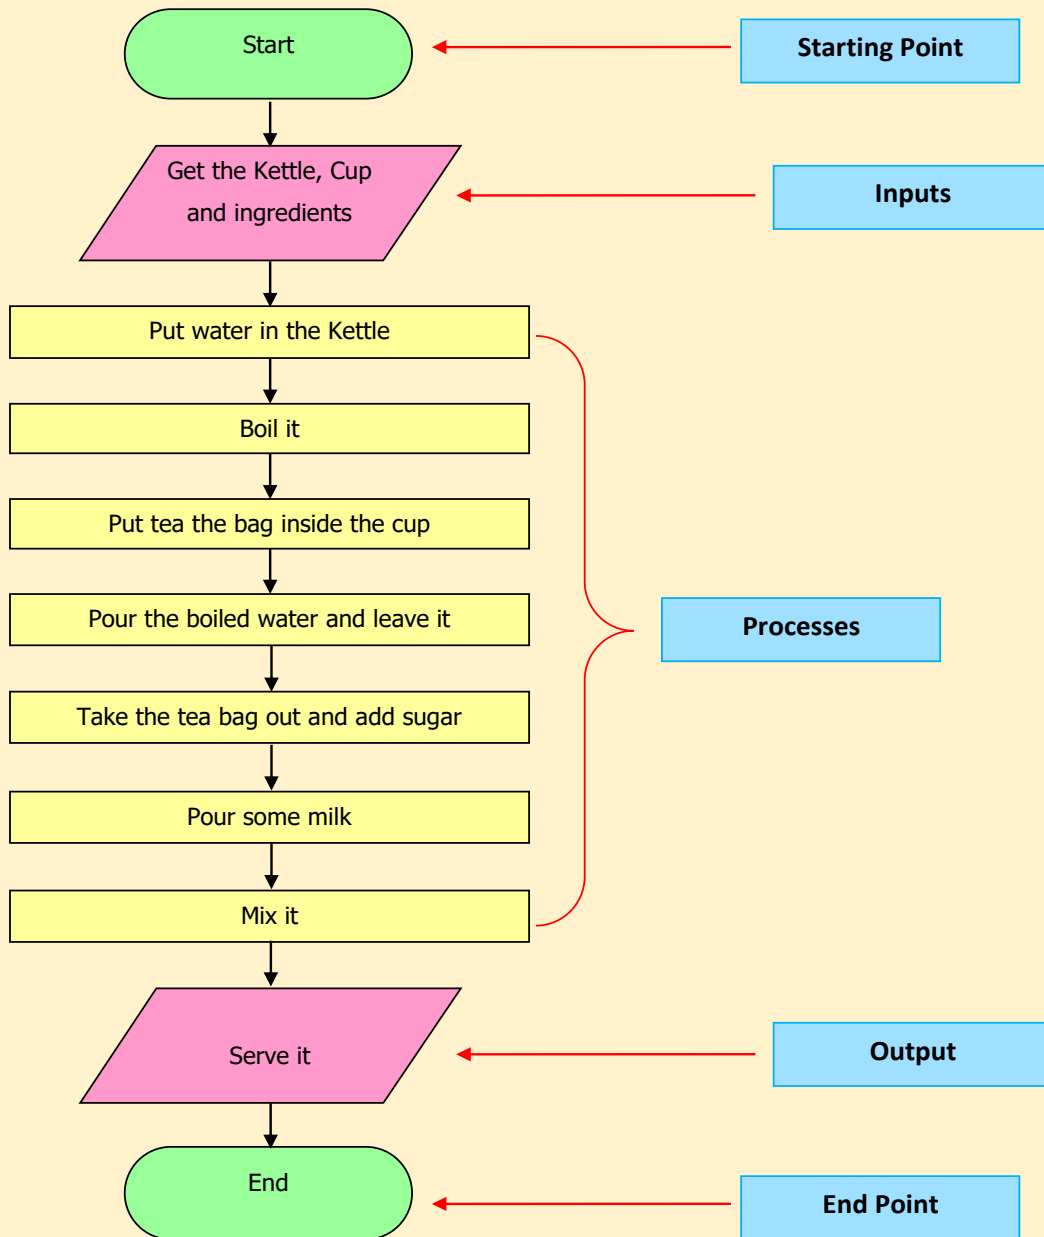 Start
Starting Point
Get the Kettle, Cup
and ingredients
Inputs
Put water in the Kettle
Boil it
Put tea the bag inside the cup
Pour the boiled water and leave it
Processes
Take the tea bag out and add sugar
Pour some milk
Mix it
Serve it
Output
End
End Point